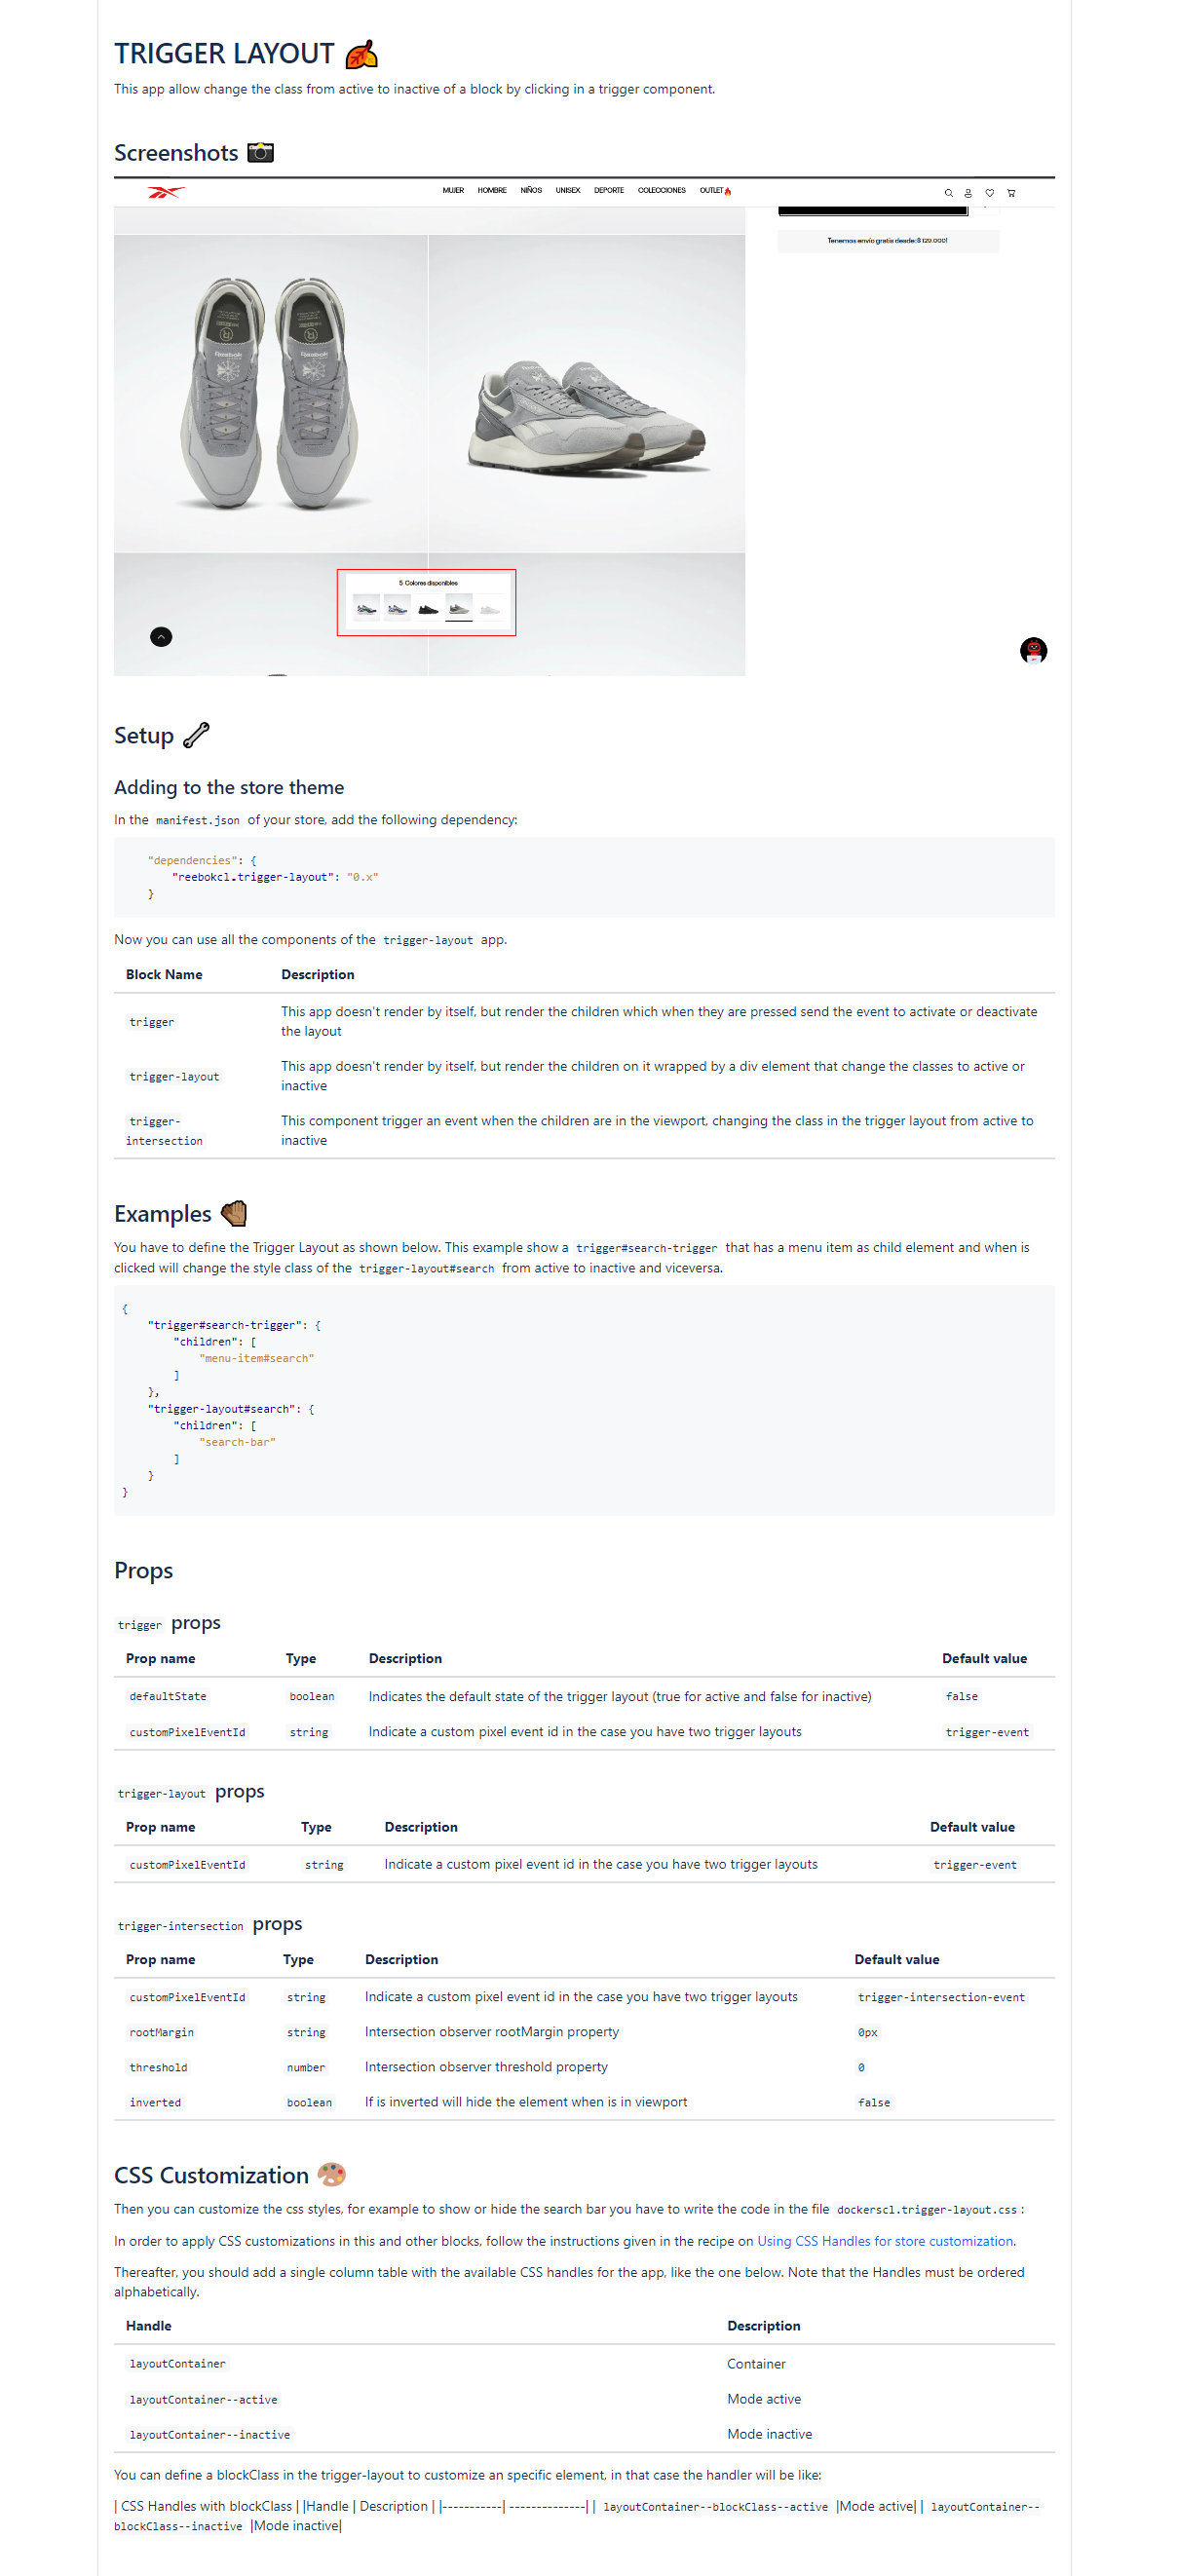 TRIGGER LAYOUT
This app allow change the class from active to inactive of a block by clicking in a trigger component.
Screenshots
MUJER HOMBRE NIÑOS UNISEX DEPORTE COLECCIONES OUTLET
Tenemos envío gratis desde: $ 129.000!
Reebok
5 Colores disponibles
Setup
Adding to the store theme
In the manifest.json of your store, add the following dependency:
"dependencies": {
"reebokcl.trigger-layout": "0.x"
}
Now you can use all the components of the trigger-layout app.
Block Name Description
trigger This app doesn't render by itself, but render the children which when they are pressed send the event to activate or deactivate
the layout
trigger-layout This app doesn't render by itself, but render the children on it wrapped by a div element that change the classes to active or
inactive
trigger- This component trigger an event when the children are in the viewport, changing the class in the trigger layout from active to
intersection inactive
Examples
You have to define the Trigger Layout as shown below. This example show a trigger#search-trigger that has a menu item as child element and when is
clicked will change the style class of the trigger-layout#search from active to inactive and viceversa.
{
"trigger#search-trigger": {
"children": [
"menu-item#search"
]
},
"trigger-layout#search": {
"children": [
"search-bar"
]
}
}
Props
trigger props
Prop name Type Description Default value
defaultState boolean Indicates the default state of the trigger layout (true for active and false for inactive) false
customPixelEventId string Indicate a custom pixel event id in the case you have two trigger layouts trigger-event
trigger-layout props
Prop name Type Description Default value
customPixelEventId string Indicate a custom pixel event id in the case you have two trigger layouts trigger-event
trigger-intersection props
Prop name Type Description Default value
customPixelEventId string Indicate a custom pixel event id in the case you have two trigger layouts trigger-intersection-event
rootMargin string Intersection observer rootMargin property 0px
threshold number Intersection observer threshold property 0
inverted boolean If is inverted will hide the element when is in viewport false
CSS Customization
Then you can customize the css styles, for example to show or hide the search bar you have to write the code in the file dockerscl.trigger-layout.css :
In order to apply CSS customizations in this and other blocks, follow the instructions given in the recipe on Using CSS Handles for store customization.
Thereafter, you should add a single column table with the available CSS handles for the app, like the one below. Note that the Handles must be ordered
alphabetically.
Handle Description
layoutContainer Container
layoutContainer--active Mode active
layoutContainer--inactive Mode inactive
You can define a blockClass in the trigger-layout to customize an specific element, in that case the handler will be like:
| CSS Handles with blockClass | |Handle | Description | |-----------| --------------| | layoutContainer--blockClass--active |Mode active| | layoutContainer--
blockClass--inactive |Mode inactive|